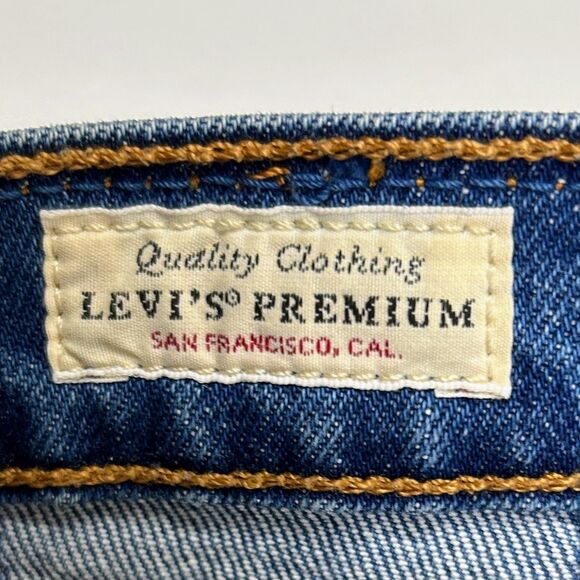 Quality Clothing
LEVI'S® PREMIUM
SAN FRANCISCO, CAL.